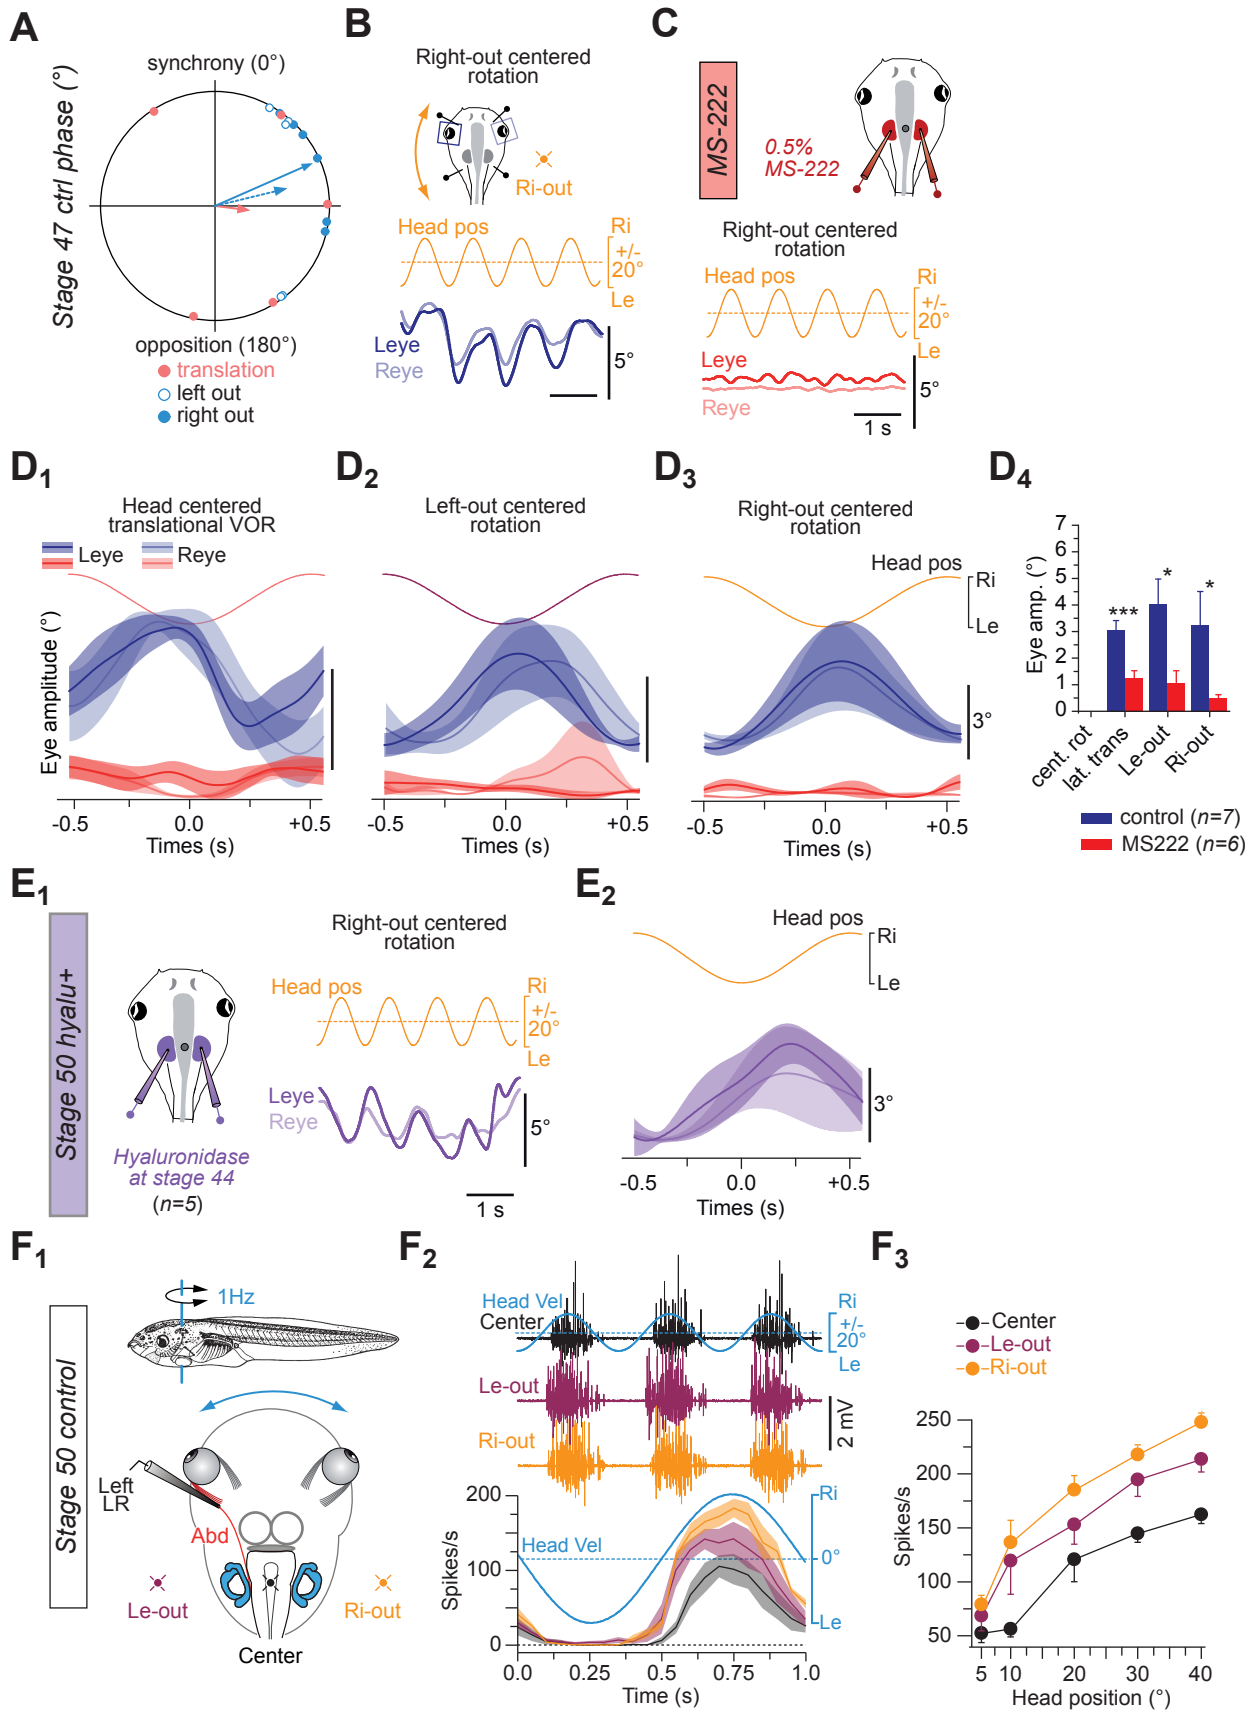 A
Stage 47 ctrl phase (°)
synchrony (0°)
opposition (180°)
translation
left out
right out
B
Right-out centered
rotation
Ri-out
Head pos
Ri
+/-
20°
Le
Leye
Reye
5°
C
MS-222
0.5%
MS-222
Right-out centered
rotation
Head pos
Ri
+/-
20°
Le
Leye
Reye
5°
1 s
D1
Head centered
translational VOR
Leye
Reye
Eye amplitude (°)
-0.5
0.0
+0.5
Times (s)
D2
Left-out centered
rotation
-0.5
0.0
+0.5
Times (s)
D3
Right-out centered
rotation
Head pos
Ri
Le
3°
-0.5
0.0
+0.5
Times (s)
D4
Eye amp. (°)
7
6
5
4
3
2
1
0
***
*
*
cent. rot
lat. trans
Le-out
Ri-out
control (n=7)
MS222 (n=6)
E1
Stage 50 hyalu+
Hyaluronidase
at stage 44
(n=5)
Right-out centered
rotation
Head pos
Ri
+/-
20°
Le
Leye
Reye
5°
1 s
E2
Head pos
Ri
Le
3°
-0.5
0.0
+0.5
Times (s)
F1
Stage 50 control
1Hz
Left
LR
Abd
Le-out
Ri-out
Center
F2
Head Vel
Center
Ri
+/-
20°
Le
Le-out
Ri-out
2 mV
200
100
0
Spikes/s
Head Vel
Ri
0°
Le
0.0
0.25
0.5
0.75
1.0
Time (s)
F3
Center
Le-out
Ri-out
250
200
150
100
50
Spikes/s
5
10
20
30
40
Head position (°)